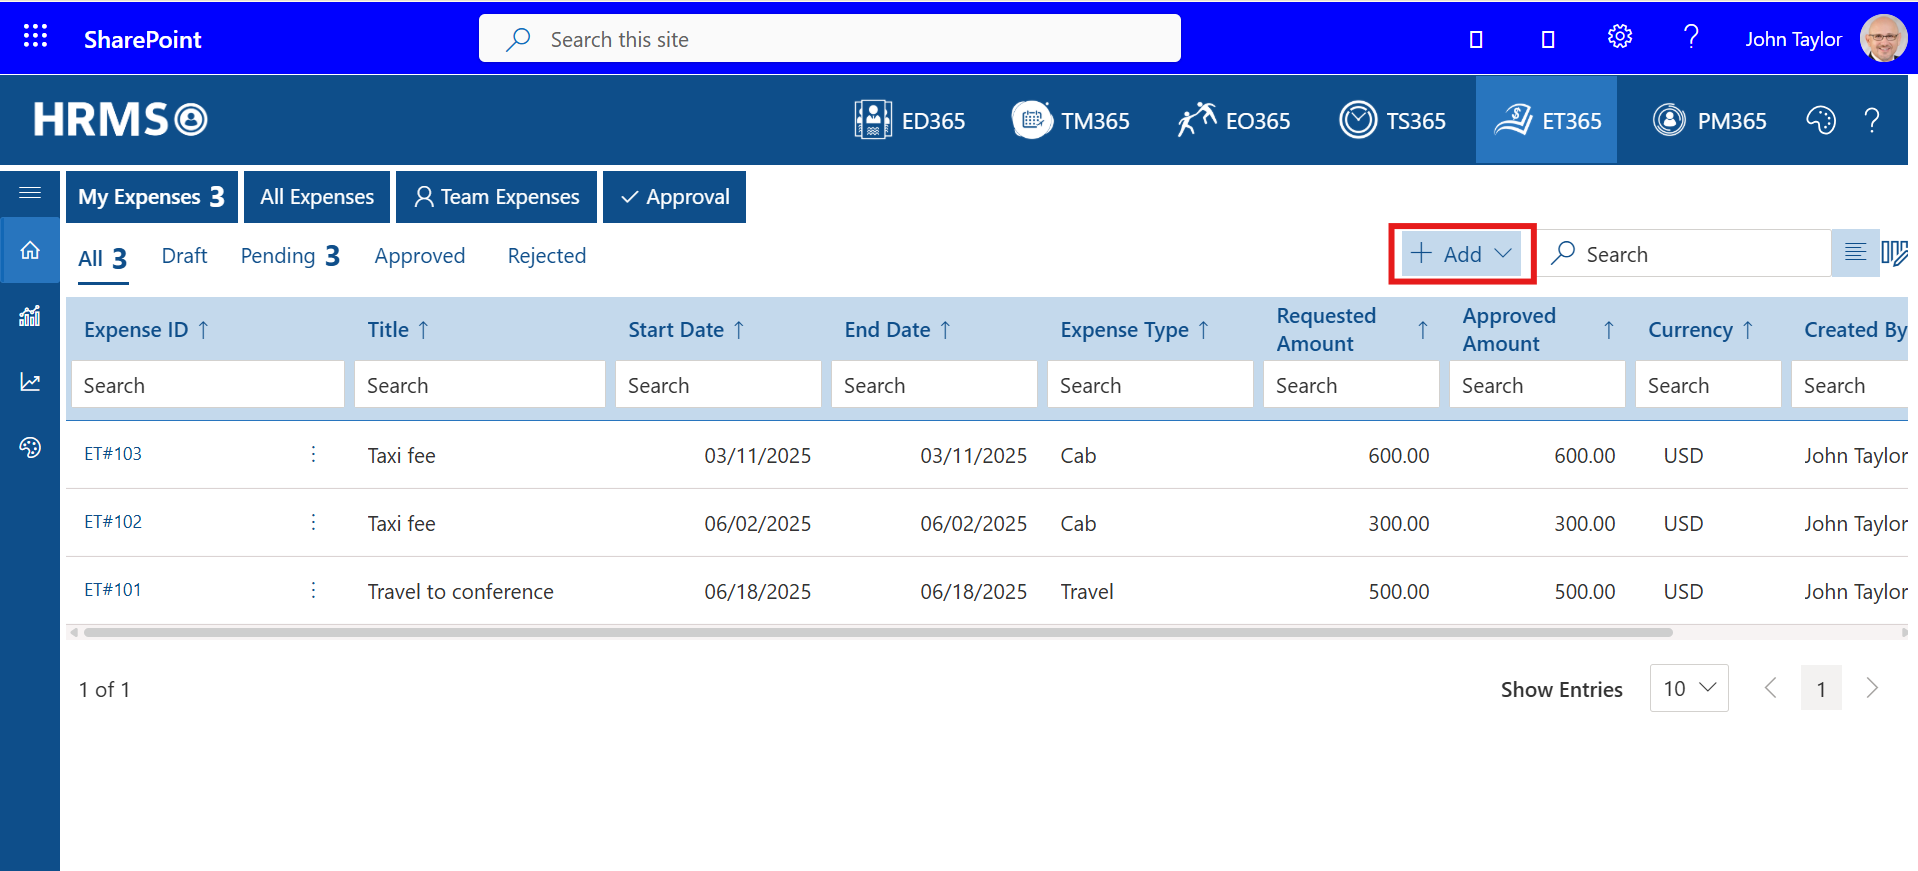 SharePoint
Search this site
John Taylor
HRMS
ED365
TM365
EO365
TS365
ET365
PM365
My Expenses 3
All Expenses
Team Expenses
Approval
All 3
Draft
Pending 3
Approved
Rejected
Add
Search
Expense ID
Title
Start Date
End Date
Expense Type
Requested Amount
Approved Amount
Currency
Created By
Search Search Search Search Search Search Search Search Search
ET#103 Taxi fee 03/11/2025 03/11/2025 Cab 600.00 600.00 USD John Taylor
ET#102 Taxi fee 06/02/2025 06/02/2025 Cab 300.00 300.00 USD John Taylor
ET#101 Travel to conference 06/18/2025 06/18/2025 Travel 500.00 500.00 USD John Taylor
1 of 1
Show Entries
10
1